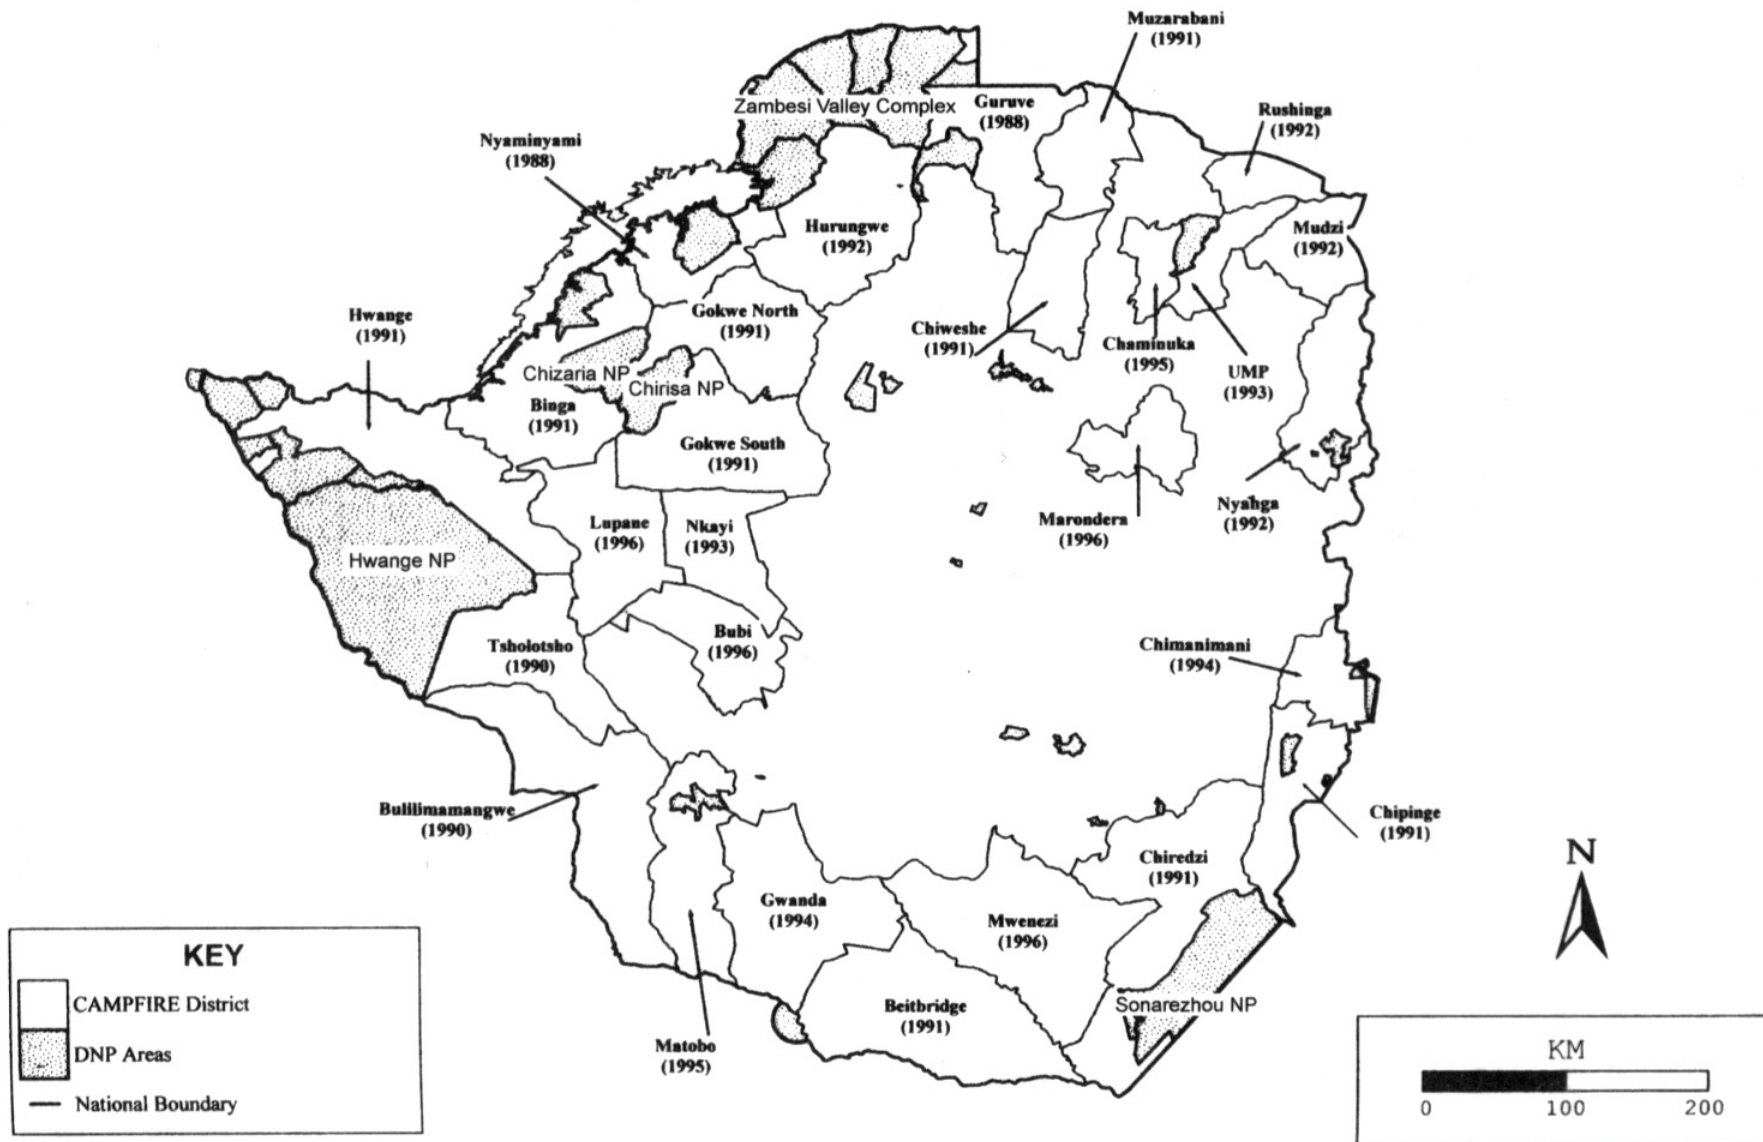 Muzarabani
(1991)
Zambesi Valley Complex
Guruve
(1988)
Rushinga
(1992)
Nyaminyami
(1988)
Hurungwe
(1992)
Mudzi
(1992)
Hwange
(1991)
Gokwe North
(1991)
Chiweshe
(1991)
Chaminuka
(1995)
UMP
(1993)
Chizaria NP
Chirisa NP
Binga
(1991)
Gokwe South
(1991)
Lupane
(1996)
Nkayi
(1993)
Marondera
(1996)
Nyahga
(1992)
Hwange NP
Tsholotsho
(1990)
Bubi
(1996)
Chimanimani
(1994)
Bulilimamangwe
(1990)
Chipinge
(1991)
Chiredzi
(1991)
Gwanda
(1994)
Mwenezi
(1996)
N
Sonarezhou NP
Beitbridge
(1991)
Matobo
(1995)
KEY
CAMPFIRE District
DNP Areas
National Boundary
KM
0 100 200